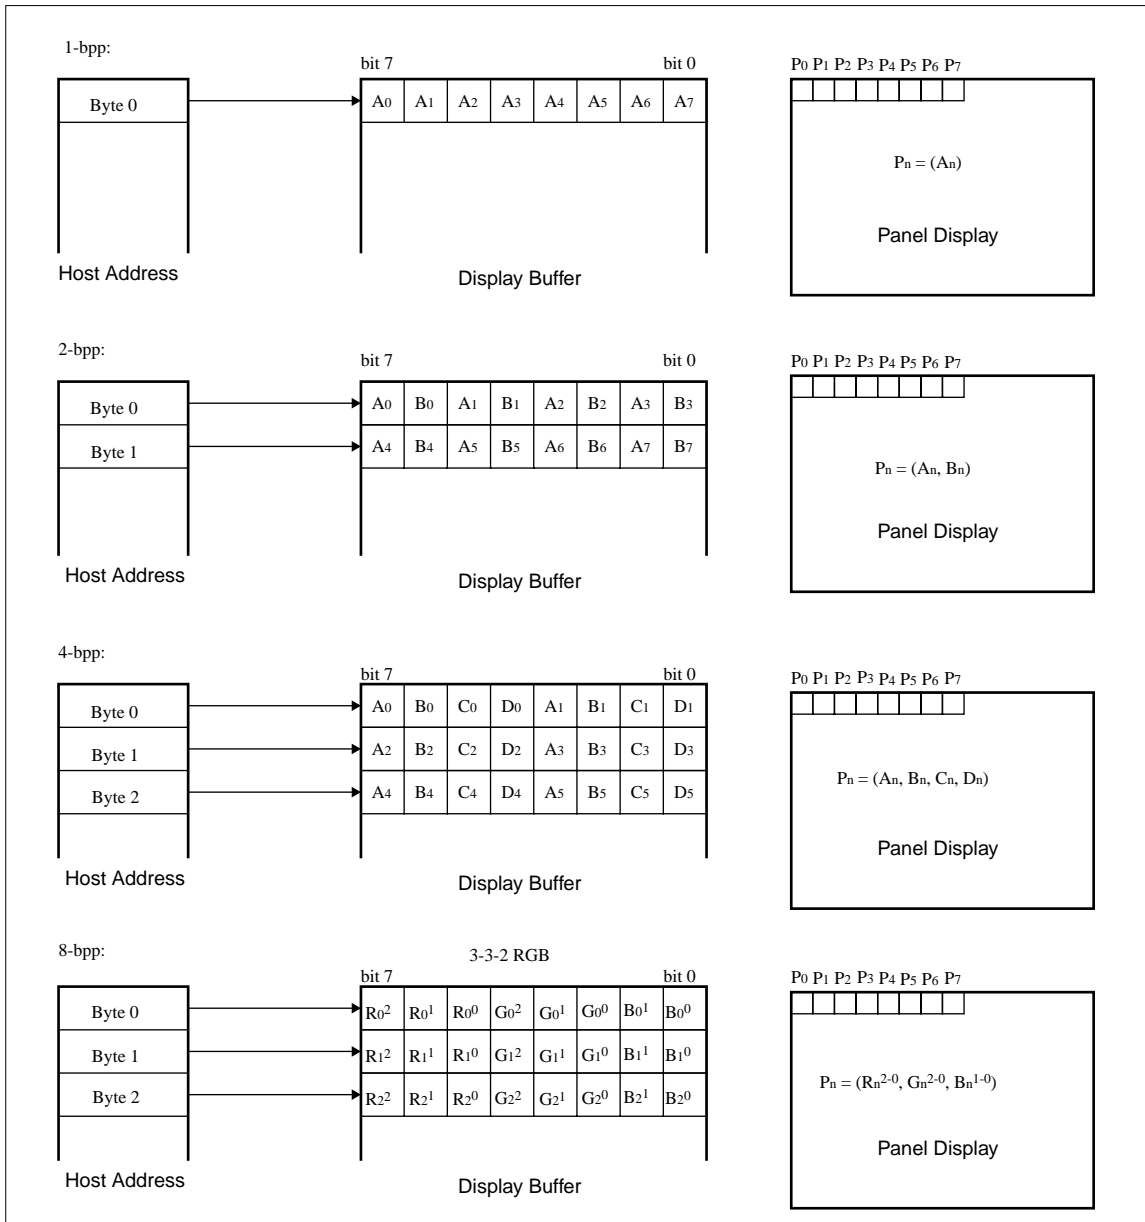 1-bpp:
bit 7 bit 0
P0 P1 P2 P3 P4 P5 P6 P7
Byte 0
A0 A1 A2 A3 A4 A5 A6 A7
Pn = (An)
Panel Display
Host Address
Display Buffer
2-bpp:
bit 7 bit 0
P0 P1 P2 P3 P4 P5 P6 P7
Byte 0
A0 B0 A1 B1 A2 B2 A3 B3
Byte 1
A4 B4 A5 B5 A6 B6 A7 B7
Pn = (An, Bn)
Panel Display
Host Address
Display Buffer
4-bpp:
bit 7 bit 0
P0 P1 P2 P3 P4 P5 P6 P7
Byte 0
A0 B0 C0 D0 A1 B1 C1 D1
Byte 1
A2 B2 C2 D2 A3 B3 C3 D3
Byte 2
A4 B4 C4 D4 A5 B5 C5 D5
Pn = (An, Bn, Cn, Dn)
Panel Display
Host Address
Display Buffer
8-bpp:
3-3-2 RGB
bit 7 bit 0
P0 P1 P2 P3 P4 P5 P6 P7
Byte 0
R0² R0¹ R0⁰ G0² G0¹ G0⁰ B0¹ B0⁰
Byte 1
R1² R1¹ R1⁰ G1² G1¹ G1⁰ B1¹ B1⁰
Byte 2
R2² R2¹ R2⁰ G2² G2¹ G2⁰ B2¹ B2⁰
Pn = (Rn²⁻⁰, Gn²⁻⁰, Bn¹⁻⁰)
Panel Display
Host Address
Display Buffer